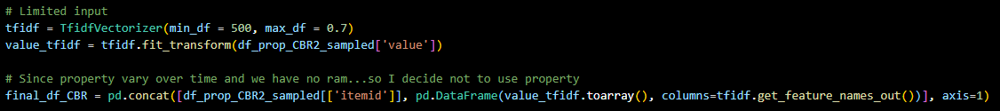 # Limited input
tfidf = TfidfVectorizer(min_df = 500, max_df = 0.7)
value_tfidf = tfidf.fit_transform(df_prop_CBR2_sampled['value'])
# Since property vary over time and we have no ram...so I decide not to use property
final_df_CBR = pd.concat([df_prop_CBR2_sampled[['itemid']], pd.DataFrame(value_tfidf.toarray(), columns=tfidf.get_feature_names_out())], axis=1)